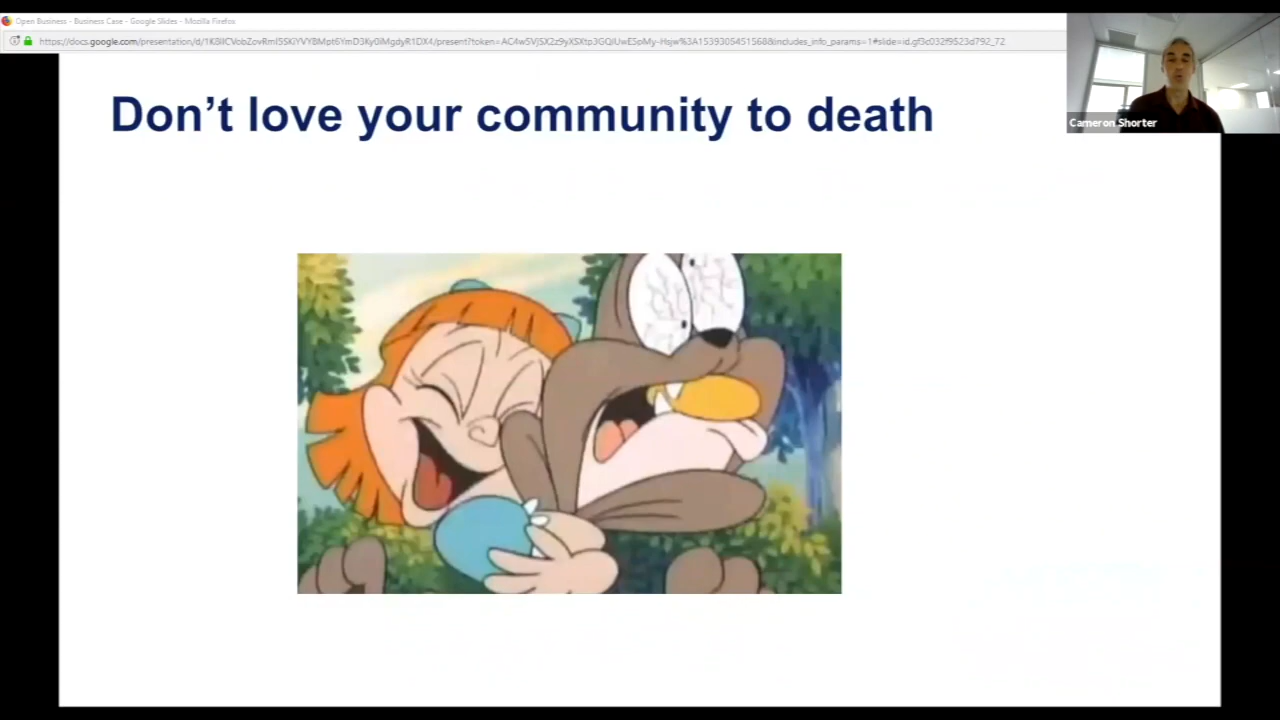 Open Business - Business Case - Google Slides - Mozilla Firefox
Don't love your community to death
Cameron Shorter